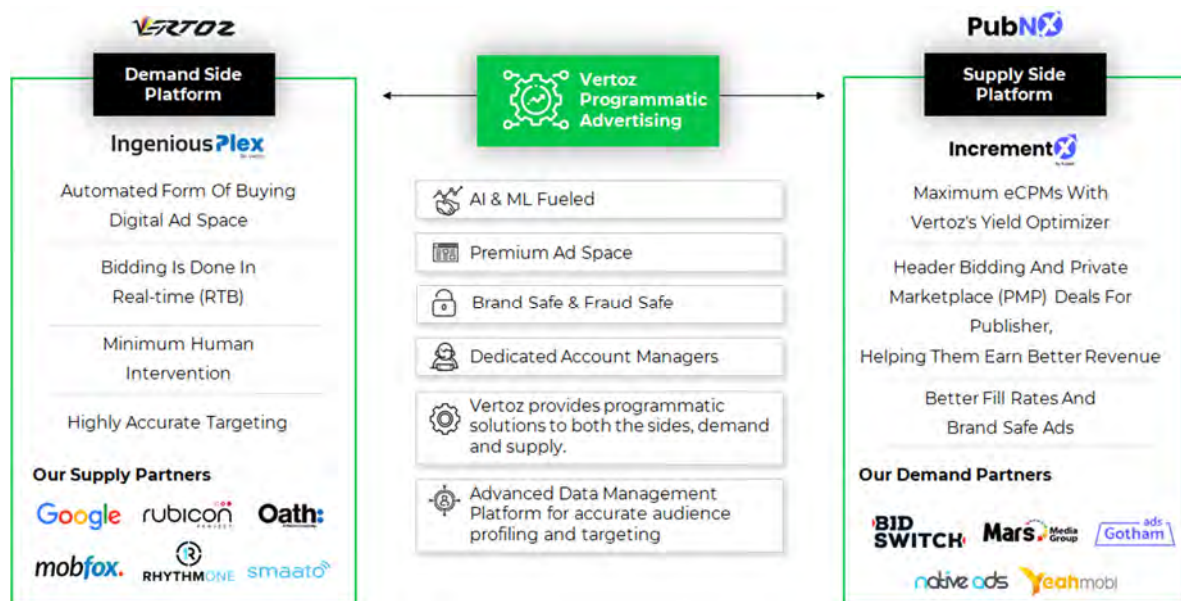 VERTOZ
Demand Side
Platform
IngeniousPlex
Automated Form Of Buying
Digital Ad Space
Bidding Is Done In
Real-time (RTB)
Minimum Human
Intervention
Highly Accurate Targeting
Our Supply Partners
Google
rubicon
PROJECT
Oath:
mobfox.
RHYTHMONE
smaato
Vertoz
Programmatic
Advertising
AI & ML Fueled
Premium Ad Space
Brand Safe & Fraud Safe
Dedicated Account Managers
Vertoz provides programmatic
solutions to both the sides, demand
and supply.
Advanced Data Management
Platform for accurate audience
profiling and targeting
PubNX
Supply Side
Platform
IncrementX
Maximum eCPMs With
Vertoz's Yield Optimizer
Header Bidding And Private
Marketplace (PMP) Deals For
Publisher,
Helping Them Earn Better Revenue
Better Fill Rates And
Brand Safe Ads
Our Demand Partners
BID
SWITCH
Mars Media
Group
ads
Gotham
native ads
Yeahmobi